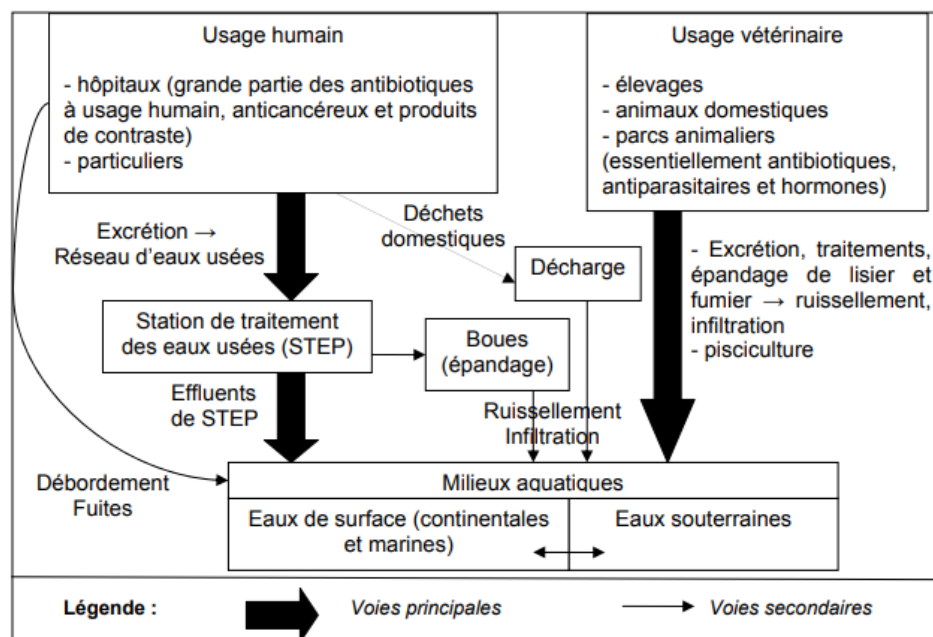 Usage humain
- hôpitaux (grande partie des antibiotiques
à usage humain, anticancéreux et produits
de contraste)
- particuliers
Usage vétérinaire
- élevages
- animaux domestiques
- parcs animaliers
(essentiellement antibiotiques,
antiparasitaires et hormones)
Excrétion →
Réseau d'eaux usées
Déchets
domestiques
Décharge
- Excrétion, traitements,
épandage de lisier et
fumier → ruissellement,
infiltration
- pisciculture
Station de traitement
des eaux usées (STEP)
Boues
(épandage)
Effluents
de STEP
Ruissellement
Infiltration
Débordement
Fuites
Milieux aquatiques
Eaux de surface (continentales
et marines)
Eaux souterraines
Légende :
Voies principales
Voies secondaires